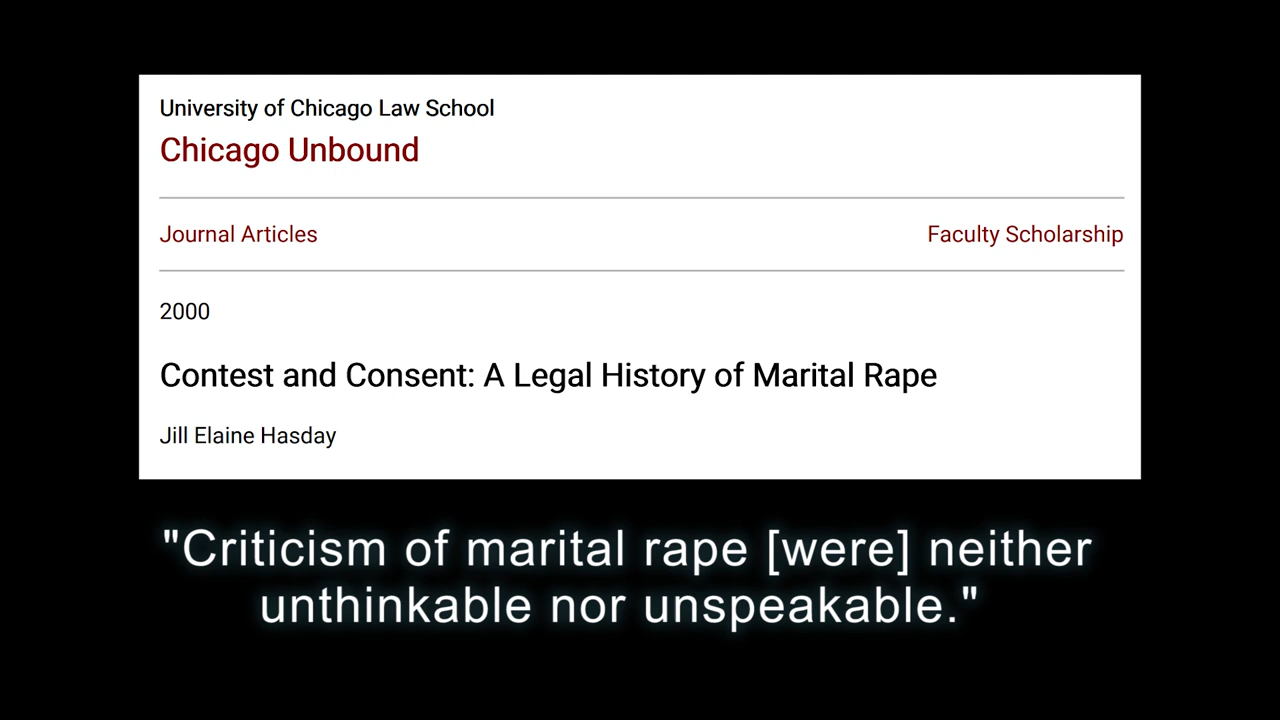 University of Chicago Law School
Chicago Unbound
Journal Articles
Faculty Scholarship
2000
Contest and Consent: A Legal History of Marital Rape
Jill Elaine Hasday
"Criticism of marital rape [were] neither
unthinkable nor unspeakable."